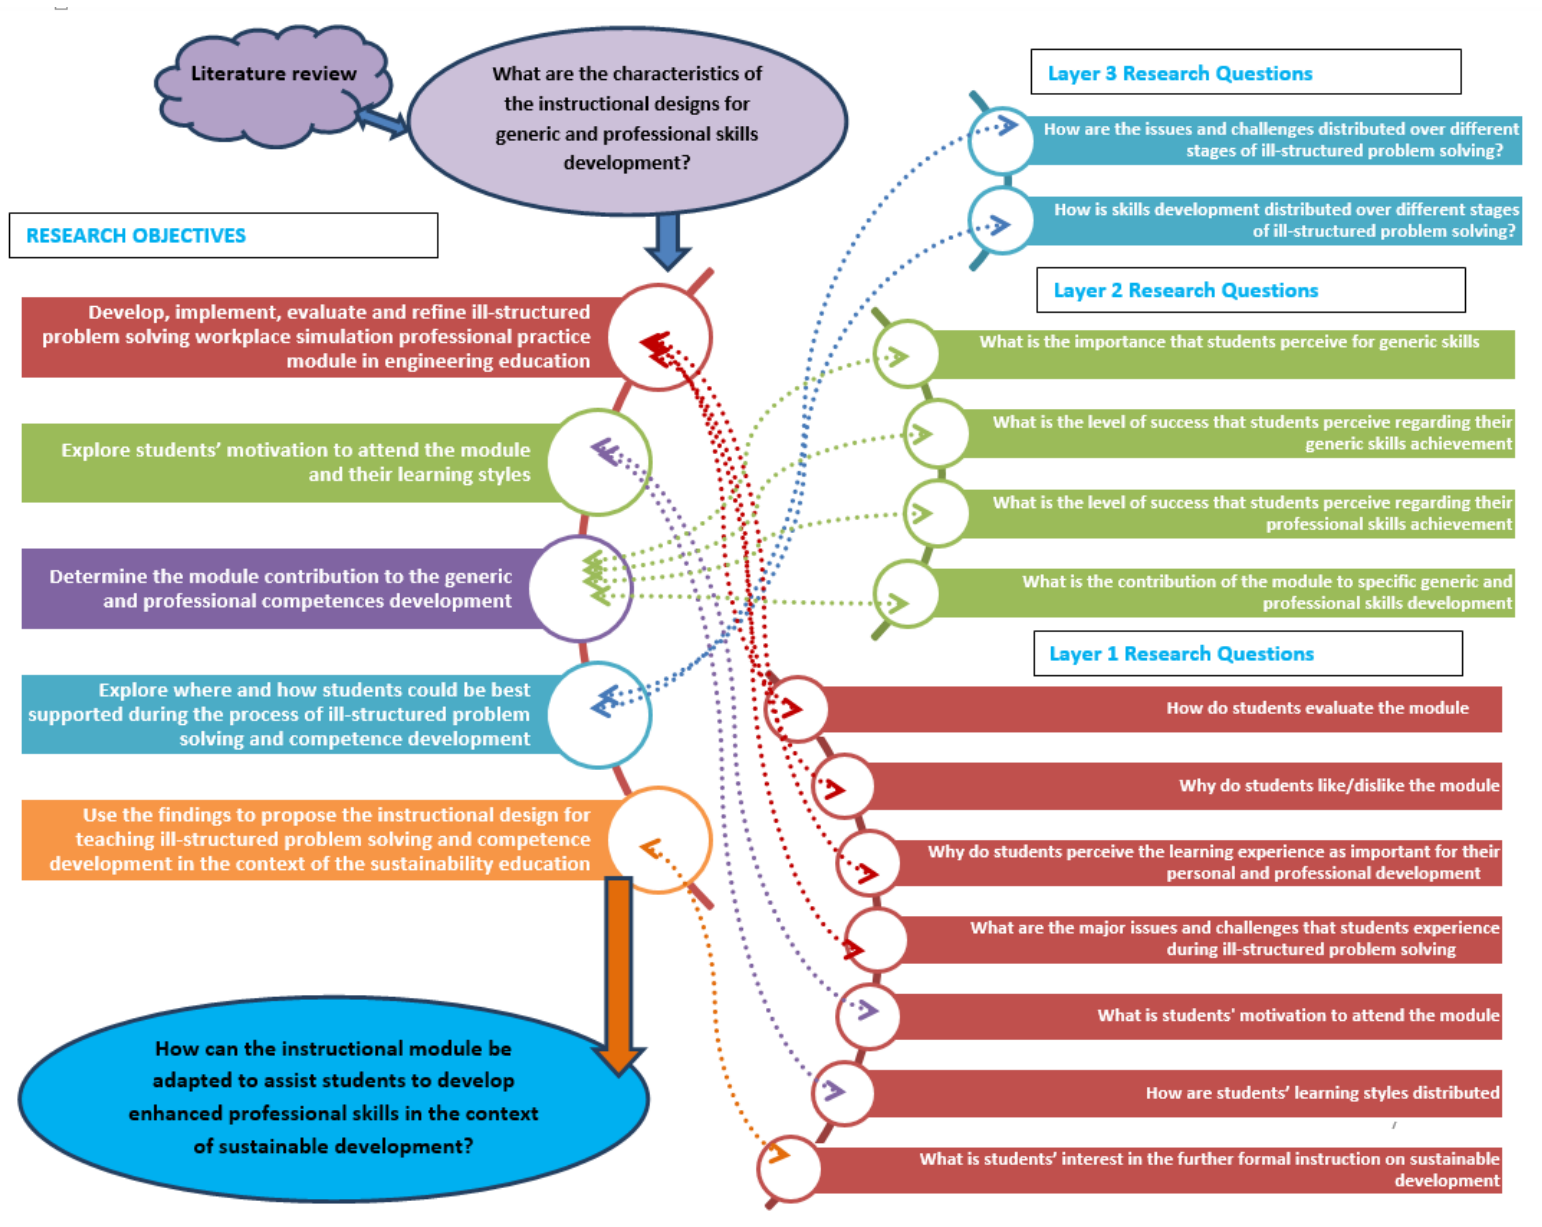 Literature review
What are the characteristics of
the instructional designs for
generic and professional skills
development?
RESEARCH OBJECTIVES
Develop, implement, evaluate and refine ill-structured
problem solving workplace simulation professional practice
module in engineering education
Explore students’ motivation to attend the module
and their learning styles
Determine the module contribution to the generic
and professional competences development
Explore where and how students could be best
supported during the process of ill-structured problem
solving and competence development
Use the findings to propose the instructional design for
teaching ill-structured problem solving and competence
development in the context of the sustainability education
How can the instructional module be
adapted to assist students to develop
enhanced professional skills in the context
of sustainable development?
Layer 3 Research Questions
How are the issues and challenges distributed over different
stages of ill-structured problem solving?
How is skills development distributed over different stages
of ill-structured problem solving?
Layer 2 Research Questions
What is the importance that students perceive for generic skills
What is the level of success that students perceive regarding their
generic skills achievement
What is the level of success that students perceive regarding their
professional skills achievement
What is the contribution of the module to specific generic and
professional skills development
Layer 1 Research Questions
How do students evaluate the module
Why do students like/dislike the module
Why do students perceive the learning experience as important for their
personal and professional development
What are the major issues and challenges that students experience
during ill-structured problem solving
What is students' motivation to attend the module
How are students’ learning styles distributed
What is students’ interest in the further formal instruction on sustainable
development